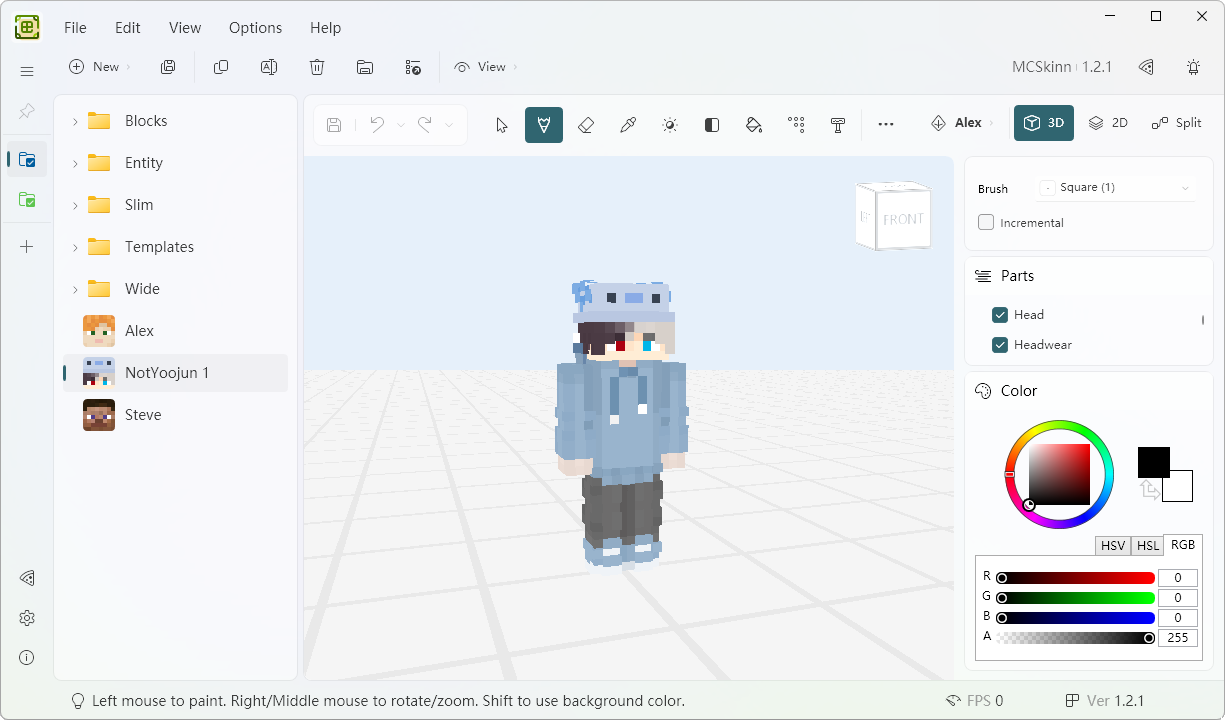 File Edit View Options Help
New View MCSkinn 1.2.1
Alex 3D 2D Split
Blocks
Entity
Slim
Templates
Wide
Alex
NotYoojun 1
Steve
FRONT
Brush Square (1)
Incremental
Parts
Head
Headwear
Color
HSV HSL RGB
R 0
G 0
B 0
A 255
Left mouse to paint. Right/Middle mouse to rotate/zoom. Shift to use background color. FPS 0 Ver 1.2.1